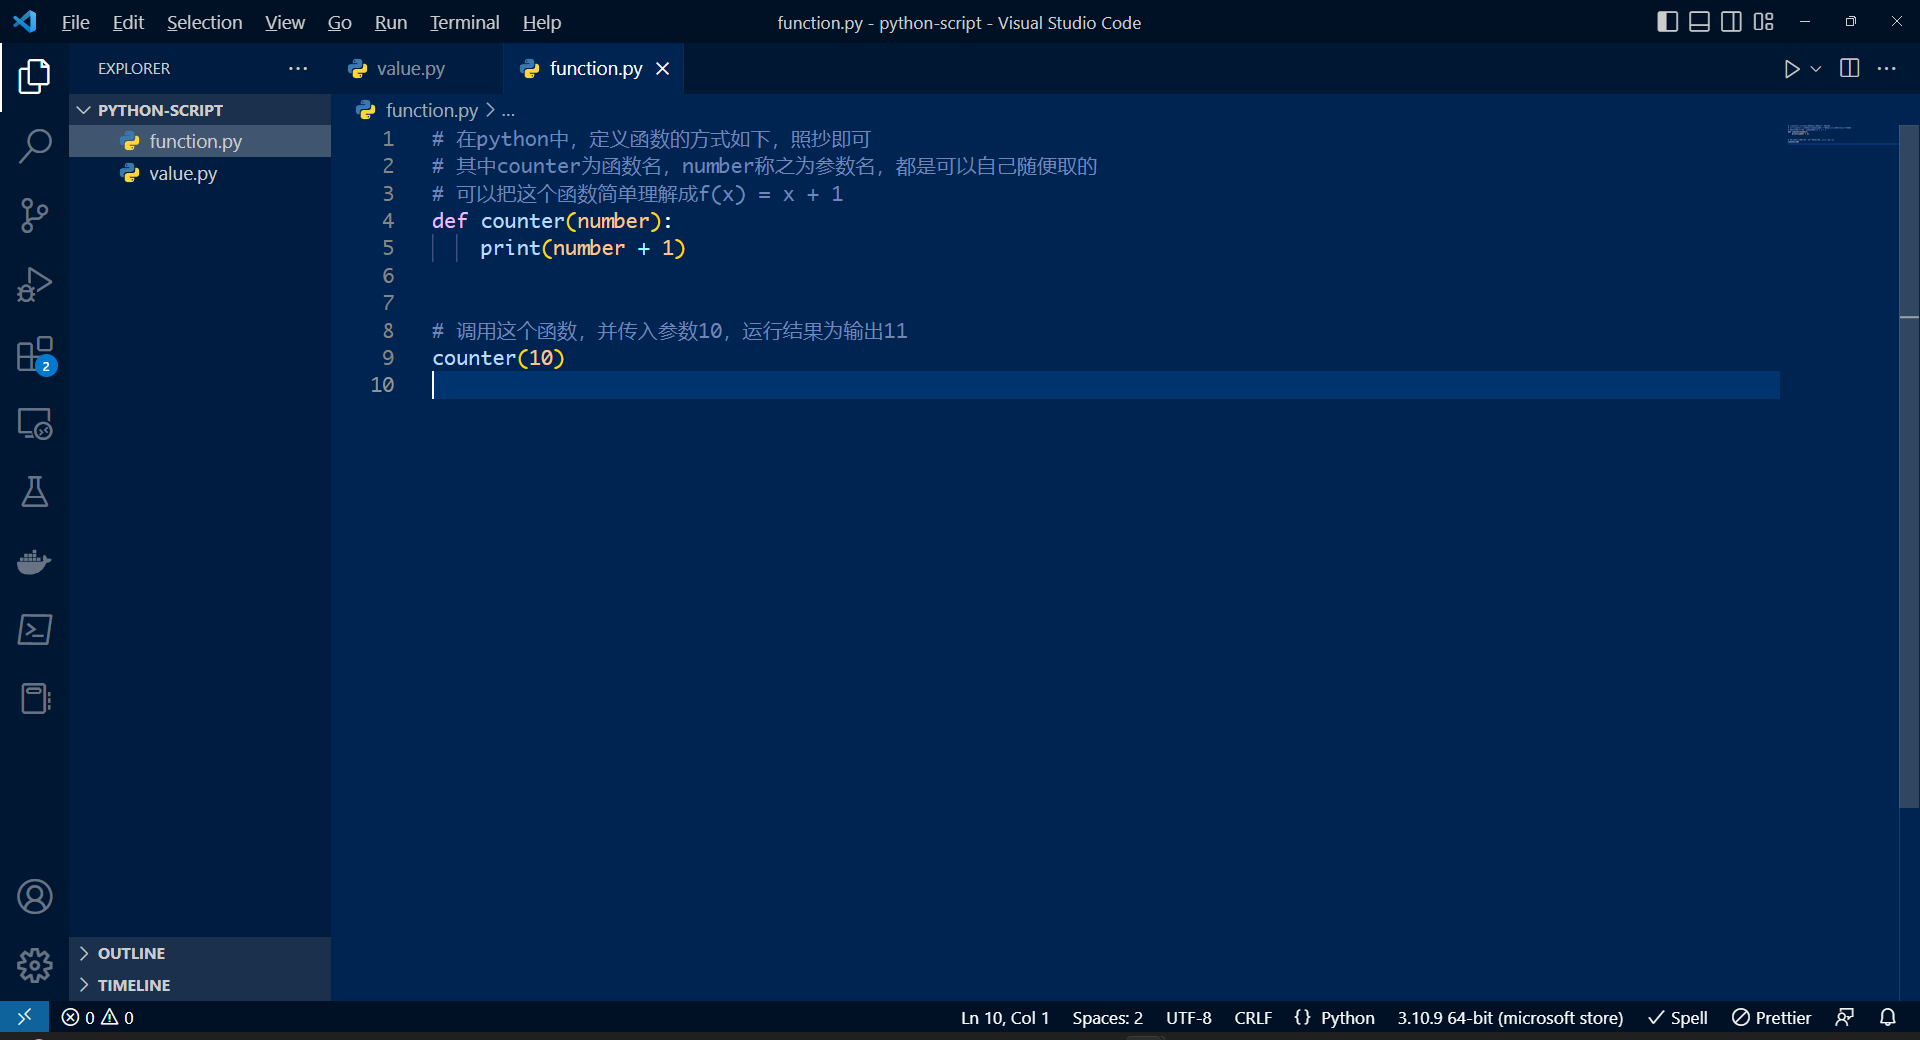 File Edit Selection View Go Run Terminal Help
function.py - python-script - Visual Studio Code
EXPLORER
value.py
function.py
PYTHON-SCRIPT
function.py
value.py
function.py > ...
1 # 在python中，定义函数的方式如下，照抄即可
2 # 其中counter为函数名，number称之为参数名，都是可以自己随便取的
3 # 可以把这个函数简单理解成f(x) = x + 1
4 def counter(number):
5 print(number + 1)
6
7
8 # 调用这个函数，并传入参数10，运行结果为输出11
9 counter(10)
10
2
OUTLINE
TIMELINE
0 0
Ln 10, Col 1 Spaces: 2 UTF-8 CRLF {} Python 3.10.9 64-bit (microsoft store) Spell Prettier